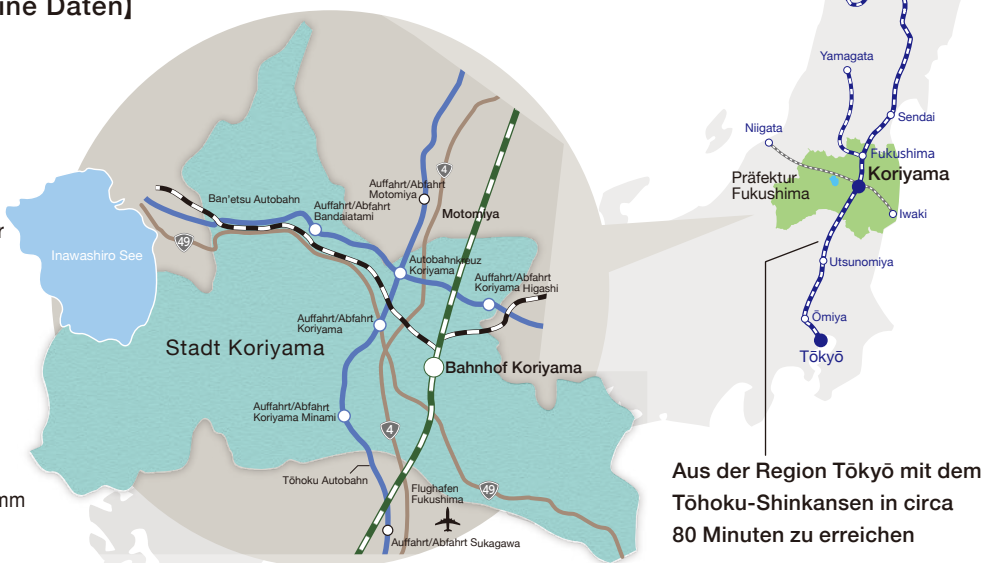 ine Daten】
r
mm
Ban'etsu Autobahn
Auffahrt/Abfahrt
Bandaiatami
Auffahrt/Abfahrt
Motomiya
4
Motomiya
49
Inawashiro See
Autobahnkreuz
Koriyama
Auffahrt/Abfahrt
Koriyama Higashi
Auffahrt/Abfahrt
Koriyama
Stadt Koriyama
Bahnhof Koriyama
Auffahrt/Abfahrt
Koriyama Minami
4
Tōhoku Autobahn
Flughafen
Fukushima
49
Auffahrt/Abfahrt Sukagawa
Yamagata
Sendai
Niigata
Fukushima
Präfektur
Fukushima
Koriyama
Iwaki
Utsunomiya
Ōmiya
Tōkyō
Aus der Region Tōkyō mit dem
Tōhoku-Shinkansen in circa
80 Minuten zu erreichen